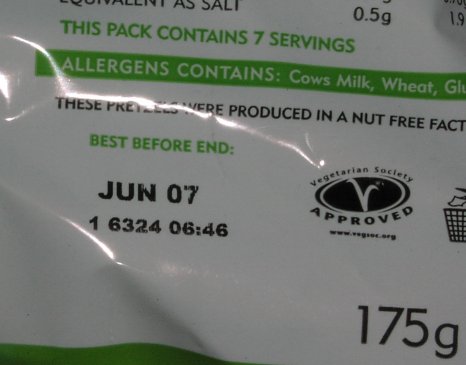 EQUIVALENT AS SALT 0.5g 1.9
THIS PACK CONTAINS 7 SERVINGS
ALLERGENS CONTAINS: Cows Milk, Wheat,
THESE PRETZELS WERE PRODUCED IN A NUT FREE
BEST BEFORE END:
JUN 07
1 6324 06:46
Vegetarian Society
V
APPROVED
www.vegsoc.org
175g